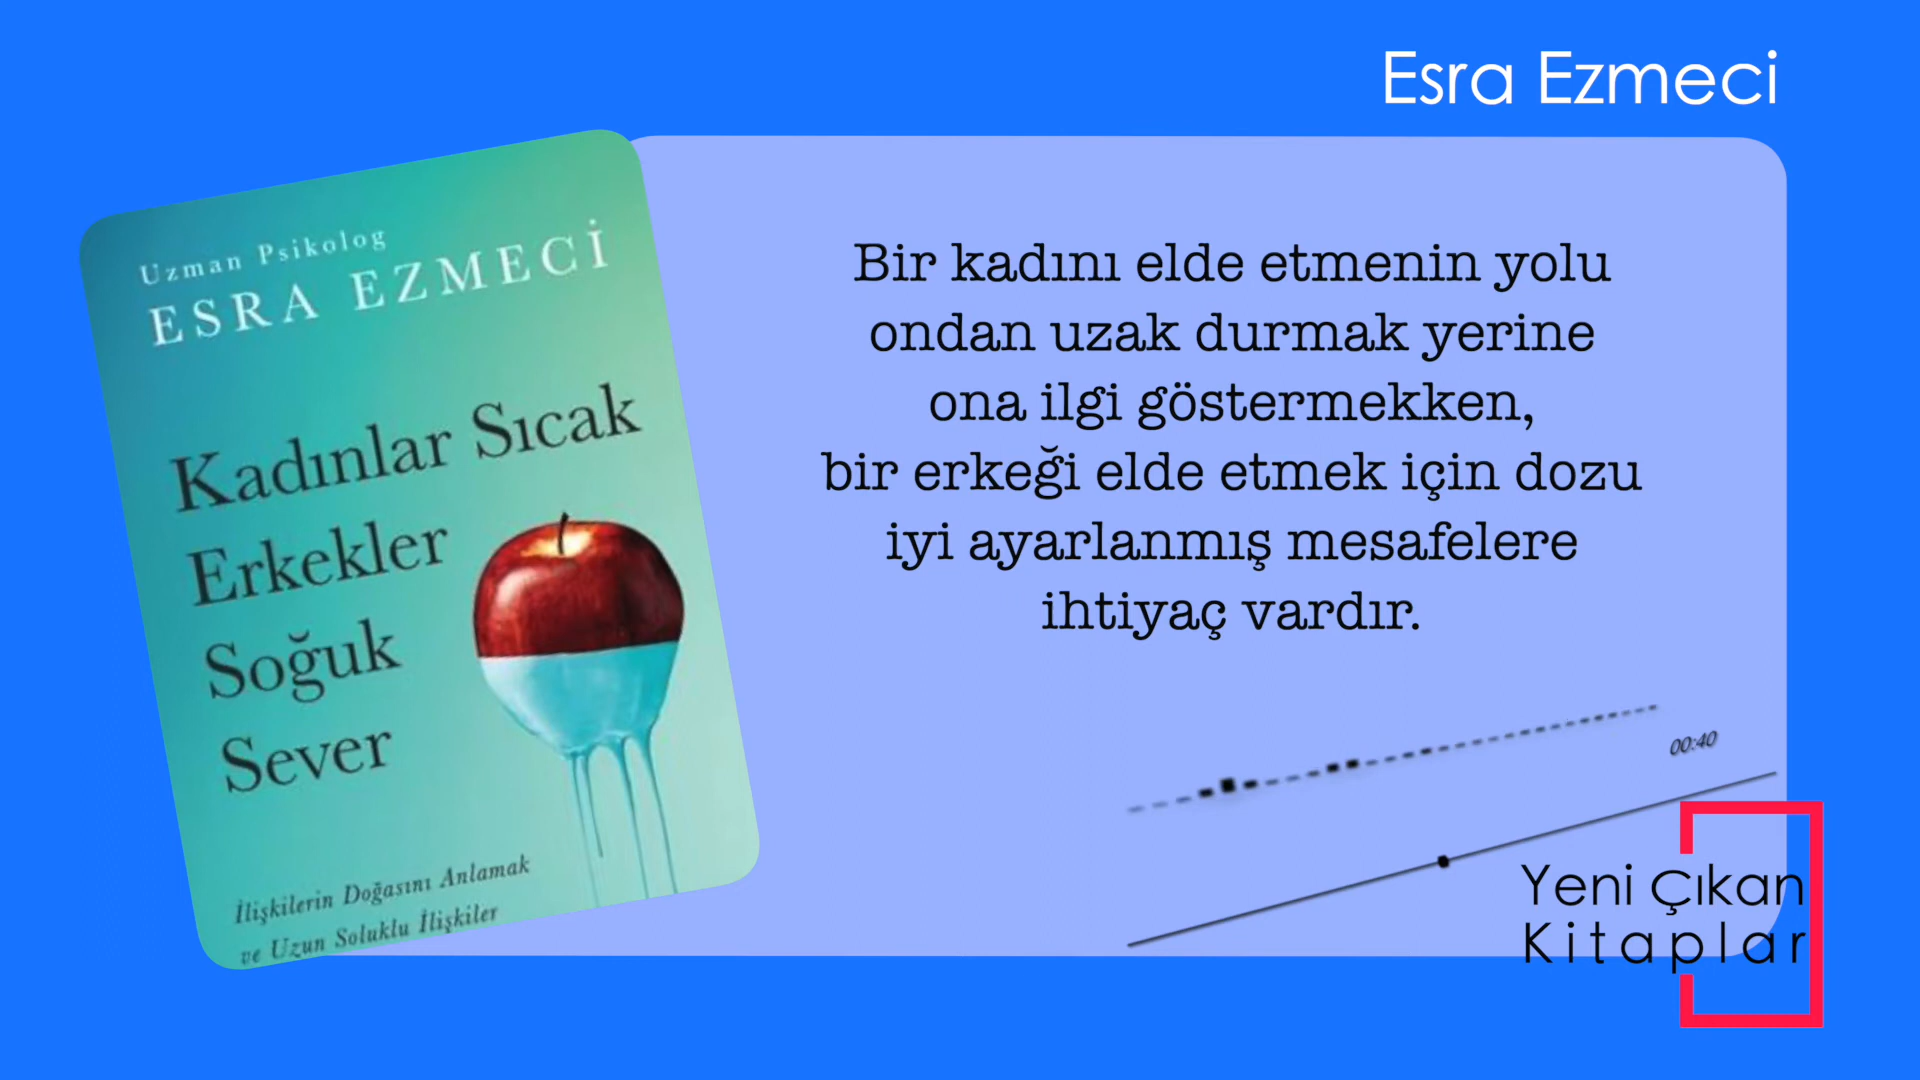 Esra Ezmeci
Uzman Psikolog
ESRA EZMECİ
Kadınlar Sıcak
Erkekler
Soğuk
Sever
İlişkilerin Doğasını Anlamak
ve Uzun Soluklu İlişkiler
Bir kadını elde etmenin yolu
ondan uzak durmak yerine
ona ilgi göstermekken,
bir erkeği elde etmek için dozu
iyi ayarlanmış mesafelere
ihtiyaç vardır.
00:40
Yeni Çıkan
Kitaplar